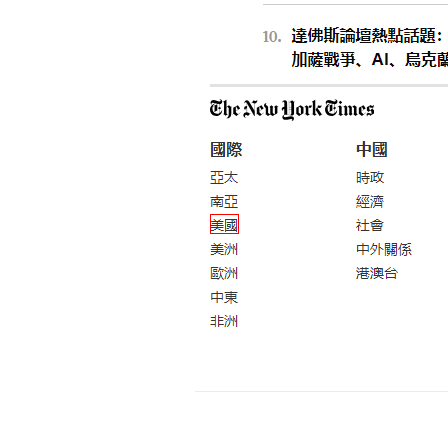 10. 達佛斯論壇熱點話題：
加薩戰爭、AI、烏克蘭
The New York Times
國際
中國
亞太
時政
南亞
經濟
美國
社會
美洲
中外關係
歐洲
港澳台
中東
非洲